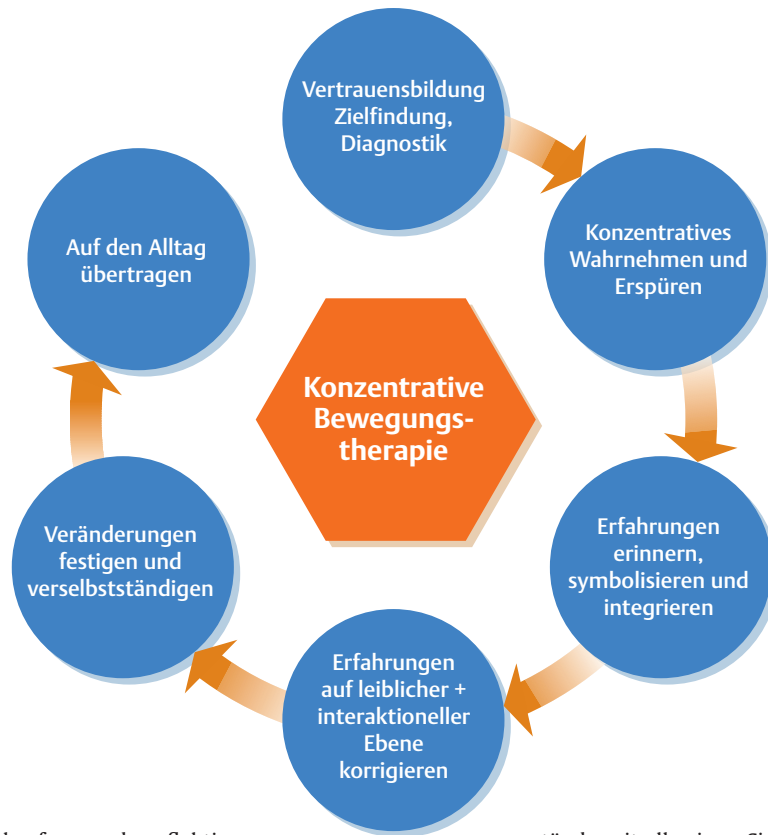 Vertrauensbildung
Zielfindung,
Diagnostik
Konzentratives
Wahrnehmen und
Erspüren
Erfahrungen
erinnern,
symbolisieren und
integrieren
Erfahrungen
auf leiblicher +
interaktioneller
Ebene
korrigieren
Veränderungen
festigen und
verselbstständigen
Auf den Alltag
übertragen
Konzentrative
Bewegungs-
therapie